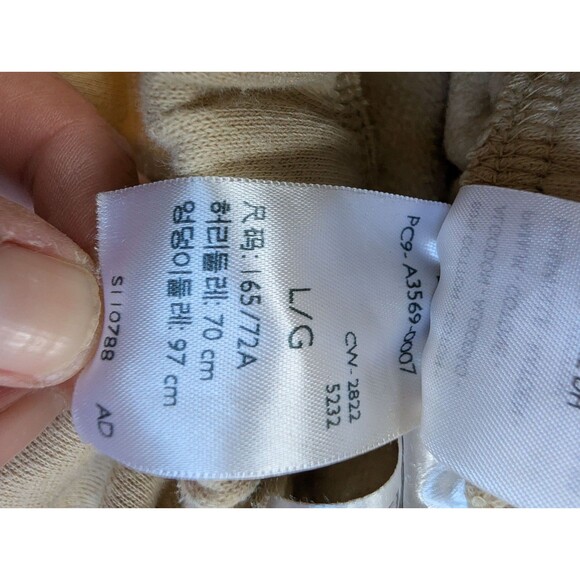 PC9-A3569-0007
CW-2822
5232
L/G
尺码: 165/72A
허리둘레: 70 cm
엉덩이둘레: 97 cm
S110788
AD